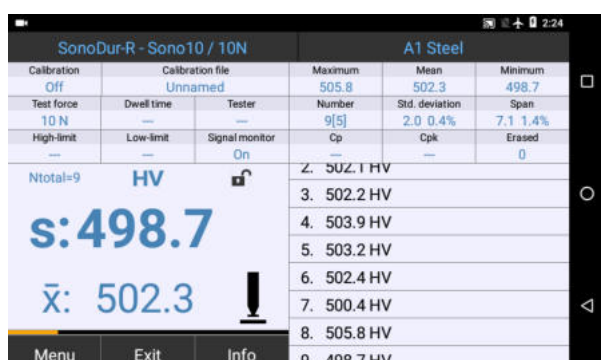 2:24
SonoDur-R - Sono10 / 10N
A1 Steel
Calibration Calibration file Maximum Mean Minimum
Off Unnamed 505.8 502.3 498.7
Test force Dwell time Tester Number Std. deviation Span
10 N --- --- 9[5] 2.0 0.4% 7.1 1.4%
High-limit Low-limit Signal monitor Cp Cpk Erased
--- --- On --- --- 0
Ntotal=9 HV
s:498.7
x̄: 502.3
Menu Exit Info
2. 502.1 HV
3. 502.2 HV
4. 503.9 HV
5. 503.2 HV
6. 502.4 HV
7. 500.4 HV
8. 505.8 HV
9. 498.7 HV